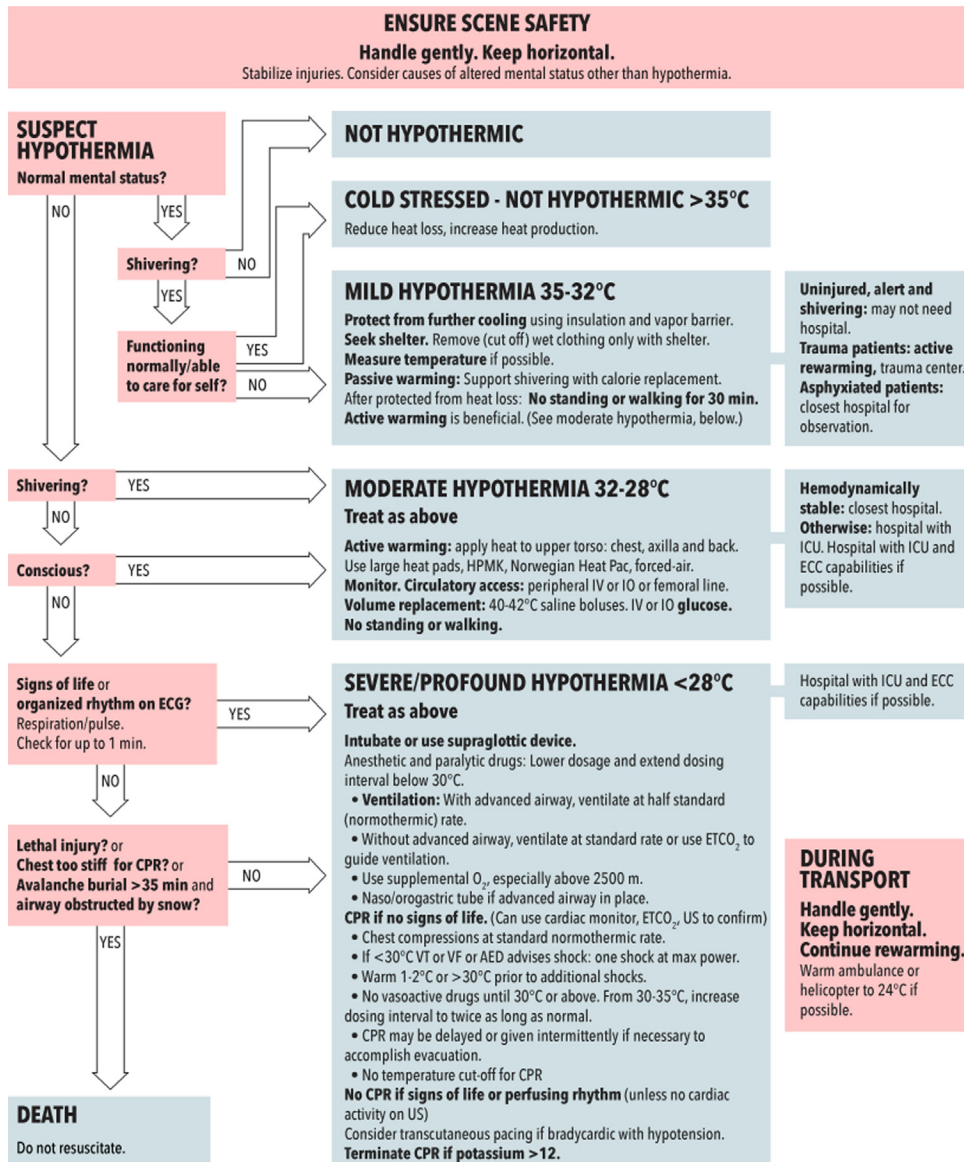 ENSURE SCENE SAFETY
Handle gently. Keep horizontal.
Stabilize injuries. Consider causes of altered mental status other than hypothermia.
SUSPECT
HYPOTHERMIA
Normal mental status?
NO
YES
NOT HYPOTHERMIC
Shivering?
NO
YES
COLD STRESSED - NOT HYPOTHERMIC >35°C
Reduce heat loss, increase heat production.
Functioning
normally/able
to care for self?
YES
NO
MILD HYPOTHERMIA 35-32°C
Protect from further cooling using insulation and vapor barrier.
Seek shelter. Remove (cut off) wet clothing only with shelter.
Measure temperature if possible.
Passive warming: Support shivering with calorie replacement.
After protected from heat loss: No standing or walking for 30 min.
Active warming is beneficial. (See moderate hypothermia, below.)
Uninjured, alert and
shivering: may not need
hospital.
Trauma patients: active
rewarming, trauma center.
Asphyxiated patients:
closest hospital for
observation.
Shivering?
YES
NO
Conscious?
YES
NO
MODERATE HYPOTHERMIA 32-28°C
Treat as above
Active warming: apply heat to upper torso: chest, axilla and back.
Use large heat pads, HPMK, Norwegian Heat Pac, forced-air.
Monitor. Circulatory access: peripheral IV or IO or femoral line.
Volume replacement: 40-42°C saline boluses. IV or IO glucose.
No standing or walking.
Hemodynamically
stable: closest hospital.
Otherwise: hospital with
ICU. Hospital with ICU and
ECC capabilities if
possible.
Signs of life or
organized rhythm on ECG?
Respiration/pulse.
Check for up to 1 min.
YES
NO
Lethal injury? or
Chest too stiff for CPR? or
Avalanche burial >35 min and
airway obstructed by snow?
NO
YES
DEATH
Do not resuscitate.
SEVERE/PROFOUND HYPOTHERMIA <28°C
Treat as above
Intubate or use supraglottic device.
Anesthetic and paralytic drugs: Lower dosage and extend dosing
interval below 30°C.
• Ventilation: With advanced airway, ventilate at half standard
(normothermic) rate.
• Without advanced airway, ventilate at standard rate or use ETCO₂ to
guide ventilation.
• Use supplemental O₂, especially above 2500 m.
• Naso/orogastric tube if advanced airway in place.
CPR if no signs of life. (Can use cardiac monitor, ETCO₂, US to confirm)
• Chest compressions at standard normothermic rate.
• If <30°C VT or VF or AED advises shock: one shock at max power.
• Warm 1-2°C or >30°C prior to additional shocks.
• No vasoactive drugs until 30°C or above. From 30-35°C, increase
dosing interval to twice as long as normal.
• CPR may be delayed or given intermittently if necessary to
accomplish evacuation.
• No temperature cut-off for CPR
No CPR if signs of life or perfusing rhythm (unless no cardiac
activity on US)
Consider transcutaneous pacing if bradycardic with hypotension.
Terminate CPR if potassium >12.
Hospital with ICU and ECC
capabilities if possible.
DURING
TRANSPORT
Handle gently.
Keep horizontal.
Continue rewarming.
Warm ambulance or
helicopter to 24°C if
possible.